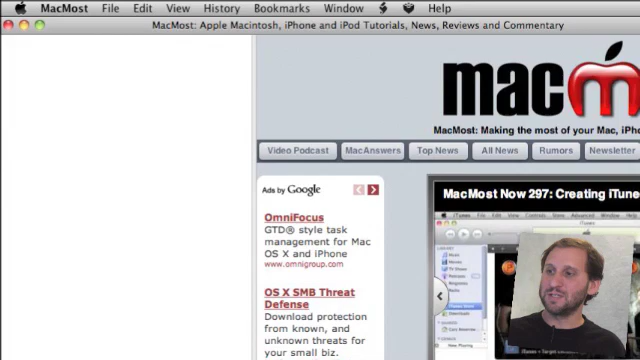 MacMost File Edit View History Bookmarks Window Help
MacMost: Apple Macintosh, iPhone and iPod Tutorials, News, Reviews and Commentary
macm
MacMost: Making the most of your Mac, iPho
Video Podcast MacAnswers Top News All News Rumors Newsletter
Ads by Google
MacMost Now 297: Creating iTune
OmniFocus
GTD® style task
management for Mac
OS X and iPhone
www.omnigroup.com
OS X SMB Threat
Defense
Download protection
from known, and
unknown threats for
your small biz.